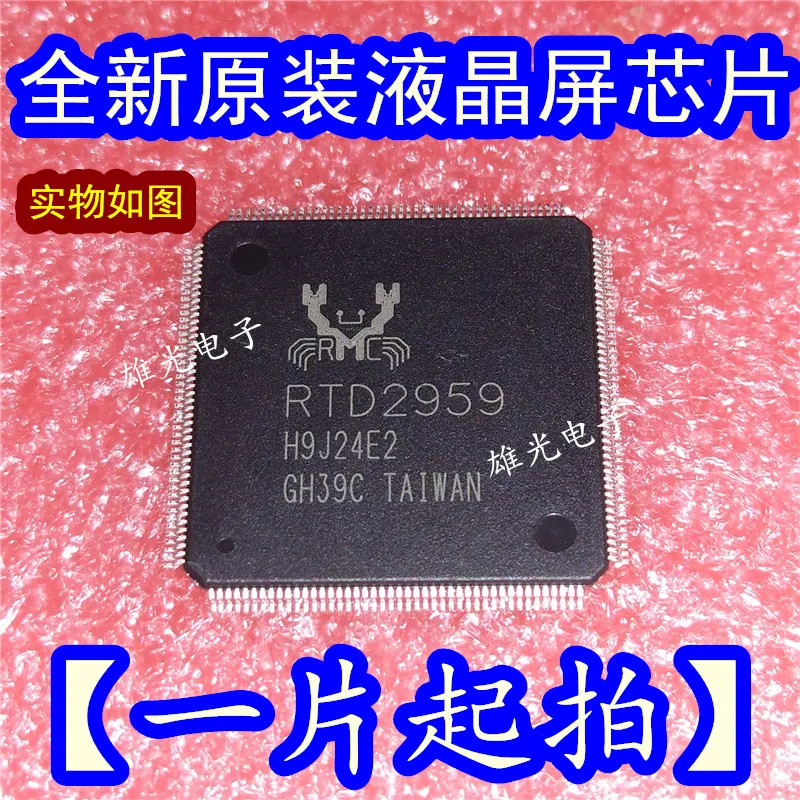 全新原装液晶屏芯片
实物如图
RMC
RTD2959
H9J24E2
GH39C TAIWAN
雄光电子
雄光电子
【一片起拍】